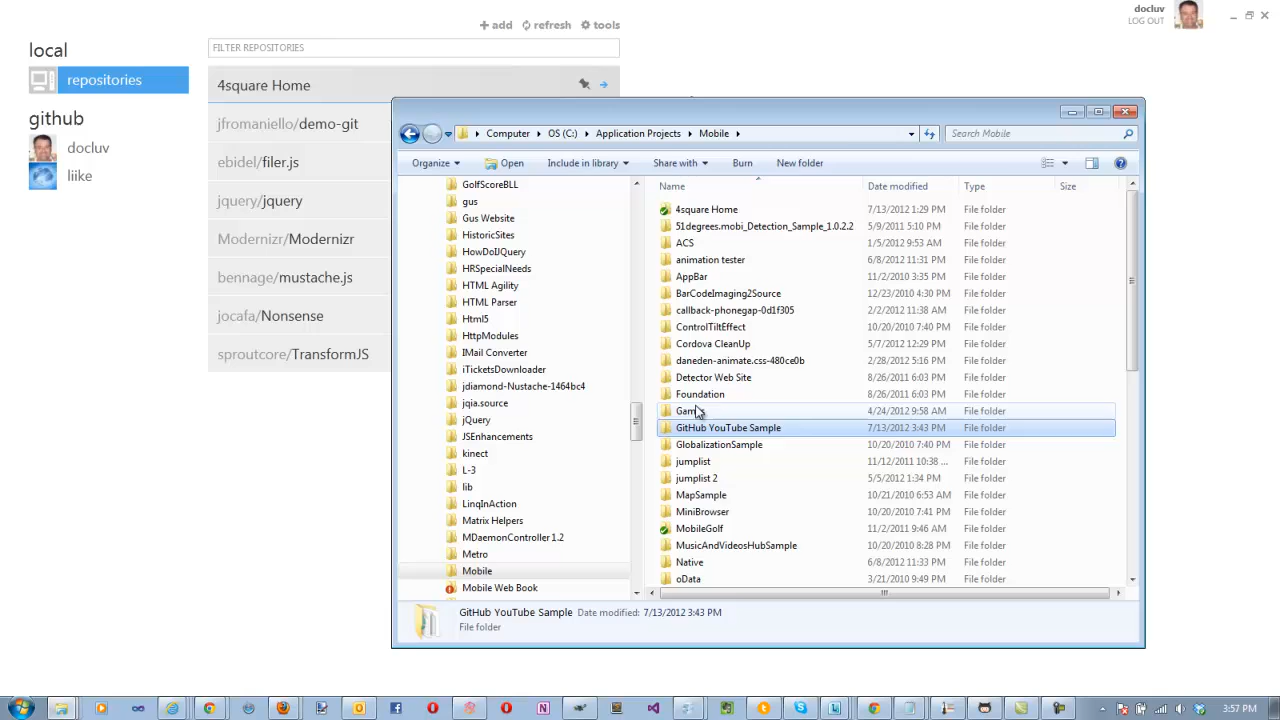 add refresh tools
docluv
LOG OUT
local
repositories
github
docluv
liike
FILTER REPOSITORIES
4square Home
jfromaniello/demo-git
ebidel/filer.js
jquery/jquery
Modernizr/Modernizr
bennage/mustache.js
jocafa/Nonsense
sproutcore/TransformJS
Computer OS (C:) Application Projects Mobile
Search Mobile
Organize Open Include in library Share with Burn New folder
GolfScoreBLL
gus
Gus Website
HistoricSites
HowDoIJQuery
HRSpecialNeeds
HTML Agility
HTML Parser
Html5
HttpModules
IMail Converter
iTicketsDownloader
jdiamond-Nustache-1464bc4
jqia.source
jQuery
JSEnhancements
kinect
L-3
lib
LinqInAction
Matrix Helpers
MDaemonController1.2
Metro
Mobile
Mobile Web Book
Name Date modified Type Size
4square Home 7/13/2012 1:29 PM File folder
51degrees.mobi_Detection_Sample_1.0.2.2 5/9/2011 5:10 PM File folder
ACS 1/5/2012 9:53 AM File folder
animation tester 6/8/2012 11:31 PM File folder
AppBar 11/2/2010 3:35 PM File folder
BarCodeImaging2Source 12/23/2010 4:30 PM File folder
callback-phonegap-0d1f305 2/2/2012 11:38 AM File folder
ControlTiltEffect 10/20/2010 7:40 PM File folder
Cordova CleanUp 5/7/2012 12:29 PM File folder
daneden-animate.css-480ce0b 2/28/2012 5:16 PM File folder
Detector Web Site 8/26/2011 6:03 PM File folder
Foundation 8/26/2011 6:03 PM File folder
4/24/2012 9:58 AM File folder
GitHub YouTube Sample 7/13/2012 3:43 PM File folder
GlobalizationSample 10/20/2010 7:40 PM File folder
jumplist 11/12/2011 10:38 ... File folder
jumplist 2 5/5/2012 1:34 PM File folder
MapSample 10/21/2010 6:53 AM File folder
MiniBrowser 10/20/2010 7:41 PM File folder
MobileGolf 11/2/2011 9:46 AM File folder
MusicAndVideosHubSample 10/20/2010 8:28 PM File folder
Native 6/8/2012 11:33 PM File folder
oData 3/21/2010 9:49 PM File folder
GitHub YouTube Sample Date modified: 7/13/2012 3:43 PM
File folder
3:57 PM